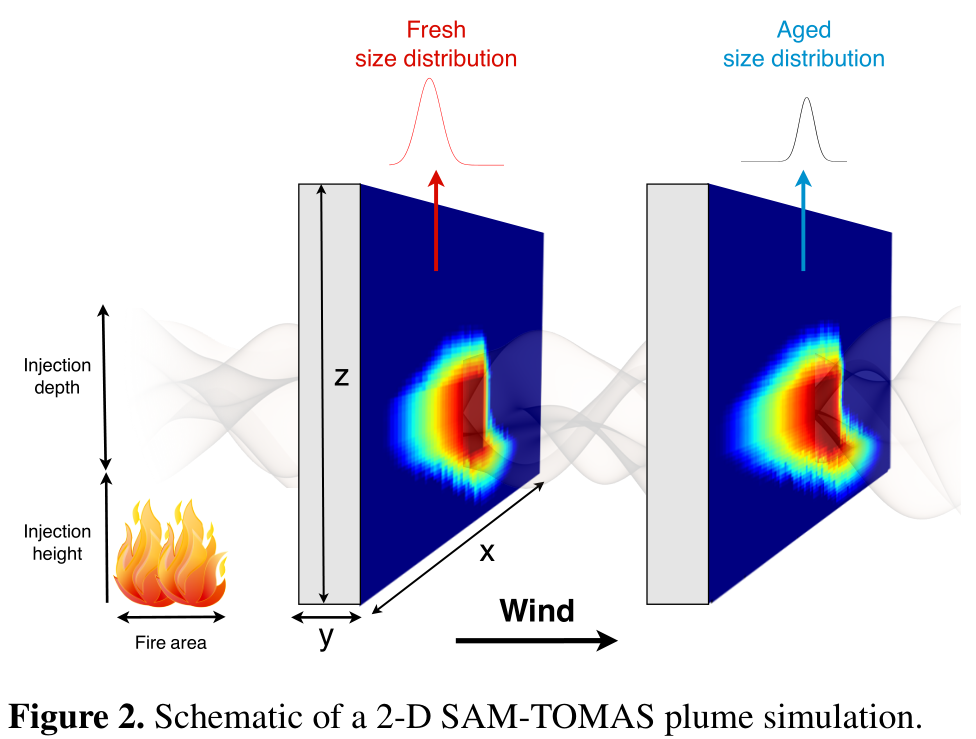 Fresh
size distribution
Aged
size distribution
Injection
depth
z
Injection
height
x
Wind
y
Fire area
Figure 2. Schematic of a 2-D SAM-TOMAS plume simulation.